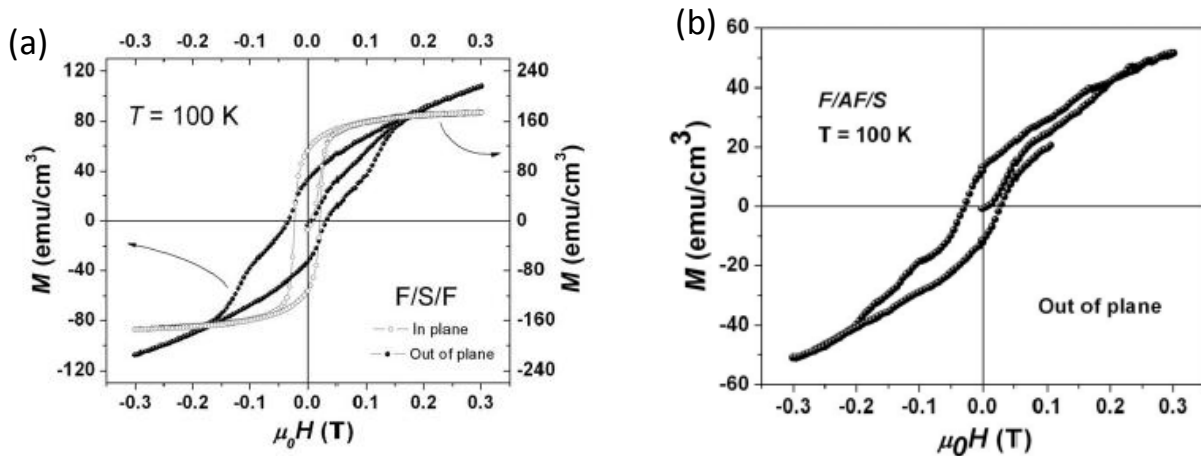 (a)
-0.3 -0.2 -0.1 0.0 0.1 0.2 0.3
120
80
40
0
-40
-80
-120
M (emu/cm³)
T = 100 K
F/S/F
In plane
Out of plane
240
160
80
0
-80
-160
-240
M (emu/cm³)
-0.3 -0.2 -0.1 0.0 0.1 0.2 0.3
μ₀H (T)
(b)
60
40
20
0
-20
-40
-60
M (emu/cm³)
F/AF/S
T = 100 K
Out of plane
-0.3 -0.2 -0.1 0.0 0.1 0.2 0.3
μ0H (T)